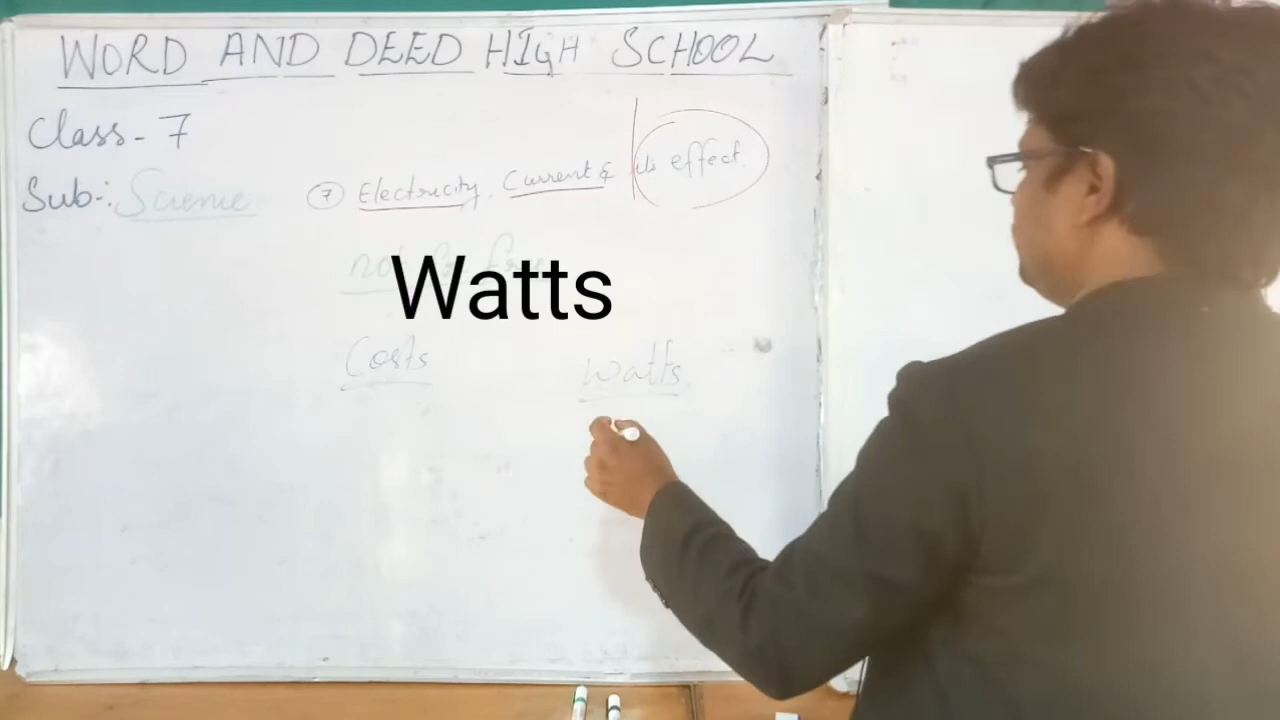 WORD AND DEED HIGH SCHOOL
Class - 7
Sub-: Science
⑦ Electricity. Current & its effect.
Watts
Costs
Watts